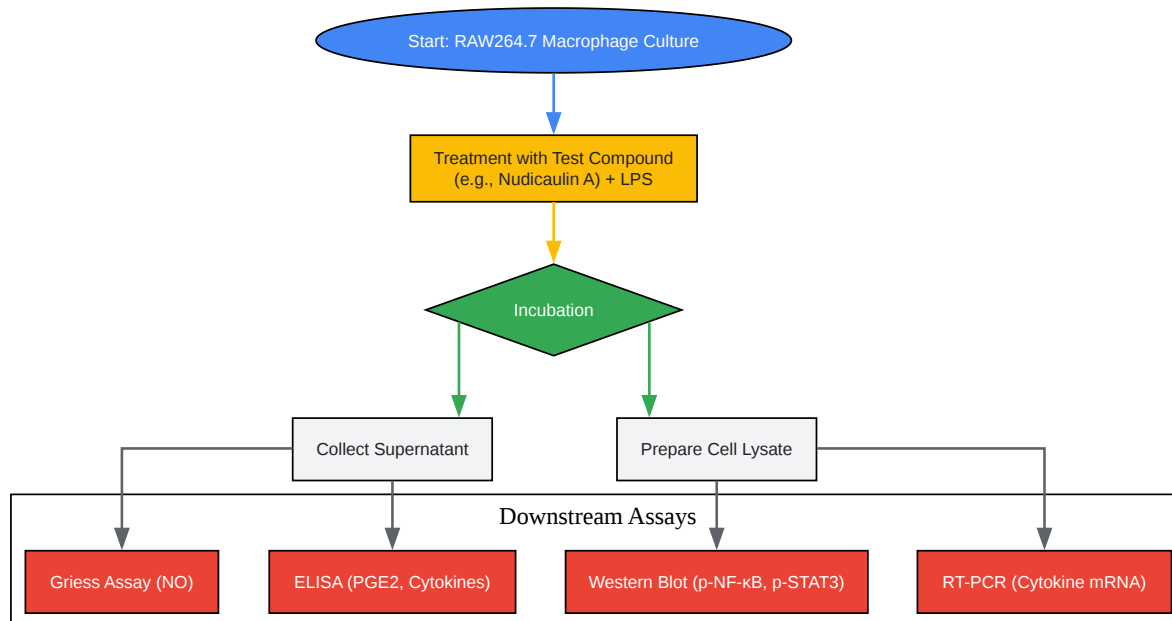 Start: RAW264.7 Macrophage Culture
Treatment with Test Compound
(e.g., Nudicaulin A) + LPS
Incubation
Collect Supernatant
Prepare Cell Lysate
Downstream Assays
Griess Assay (NO)
ELISA (PGE2, Cytokines)
Western Blot (p-NF-κB, p-STAT3)
RT-PCR (Cytokine mRNA)